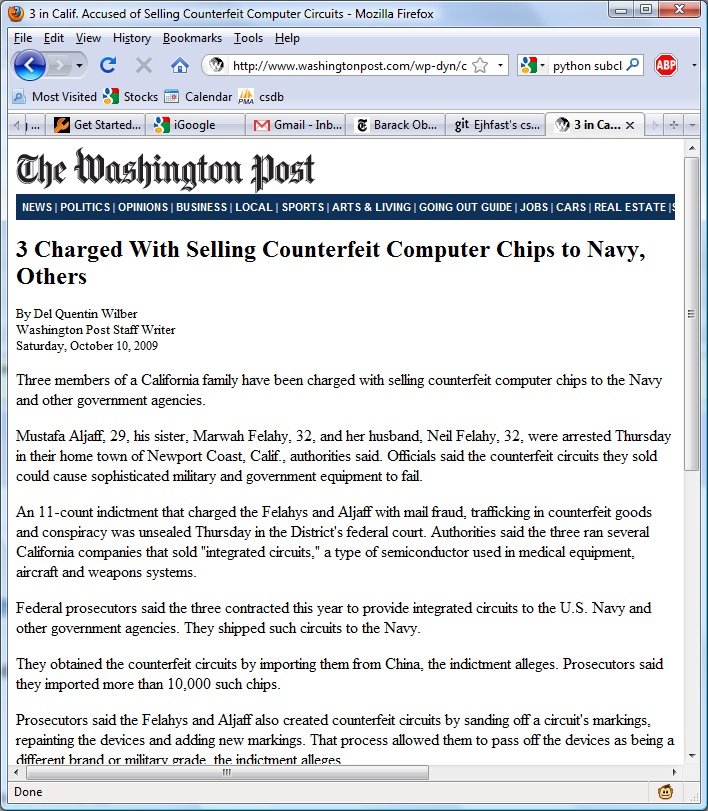 3 in Calif. Accused of Selling Counterfeit Computer Circuits - Mozilla Firefox
File Edit View History Bookmarks Tools Help
http://www.washingtonpost.com/wp-dyn/c
python subcl
ABP
Most Visited Stocks Calendar PMA csdb
... Get Started... iGoogle Gmail - Inb... Barack Ob... git Ejhfast's cs... 3 in Ca...
The Washington Post
NEWS | POLITICS | OPINIONS | BUSINESS | LOCAL | SPORTS | ARTS & LIVING | GOING OUT GUIDE | JOBS | CARS | REAL ESTATE |
3 Charged With Selling Counterfeit Computer Chips to Navy,
Others
By Del Quentin Wilber
Washington Post Staff Writer
Saturday, October 10, 2009
Three members of a California family have been charged with selling counterfeit computer chips to the Navy
and other government agencies.
Mustafa Aljaff, 29, his sister, Marwah Felahy, 32, and her husband, Neil Felahy, 32, were arrested Thursday
in their home town of Newport Coast, Calif., authorities said. Officials said the counterfeit circuits they sold
could cause sophisticated military and government equipment to fail.
An 11-count indictment that charged the Felahys and Aljaff with mail fraud, trafficking in counterfeit goods
and conspiracy was unsealed Thursday in the District's federal court. Authorities said the three ran several
California companies that sold "integrated circuits," a type of semiconductor used in medical equipment,
aircraft and weapons systems.
Federal prosecutors said the three contracted this year to provide integrated circuits to the U.S. Navy and
other government agencies. They shipped such circuits to the Navy.
They obtained the counterfeit circuits by importing them from China, the indictment alleges. Prosecutors said
they imported more than 10,000 such chips.
Prosecutors said the Felahys and Aljaff also created counterfeit circuits by sanding off a circuit's markings,
repainting the devices and adding new markings. That process allowed them to pass off the devices as being a
different brand or military grade, the indictment alleges.
Done